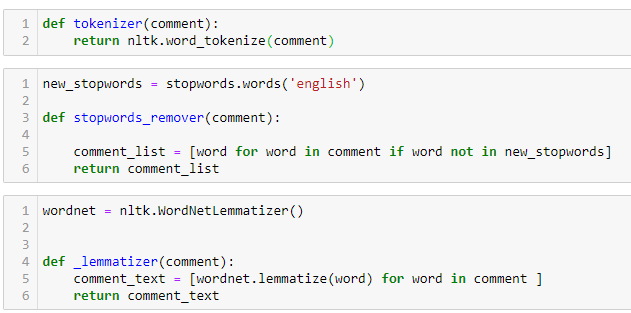 1 def tokenizer(comment):
2     return nltk.word_tokenize(comment)
1 new_stopwords = stopwords.words('english')
2
3 def stopwords_remover(comment):
4
5     comment_list = [word for word in comment if word not in new_stopwords]
6     return comment_list
1 wordnet = nltk.WordNetLemmatizer()
2
3
4 def _lemmatizer(comment):
5     comment_text = [wordnet.lemmatize(word) for word in comment ]
6     return comment_text